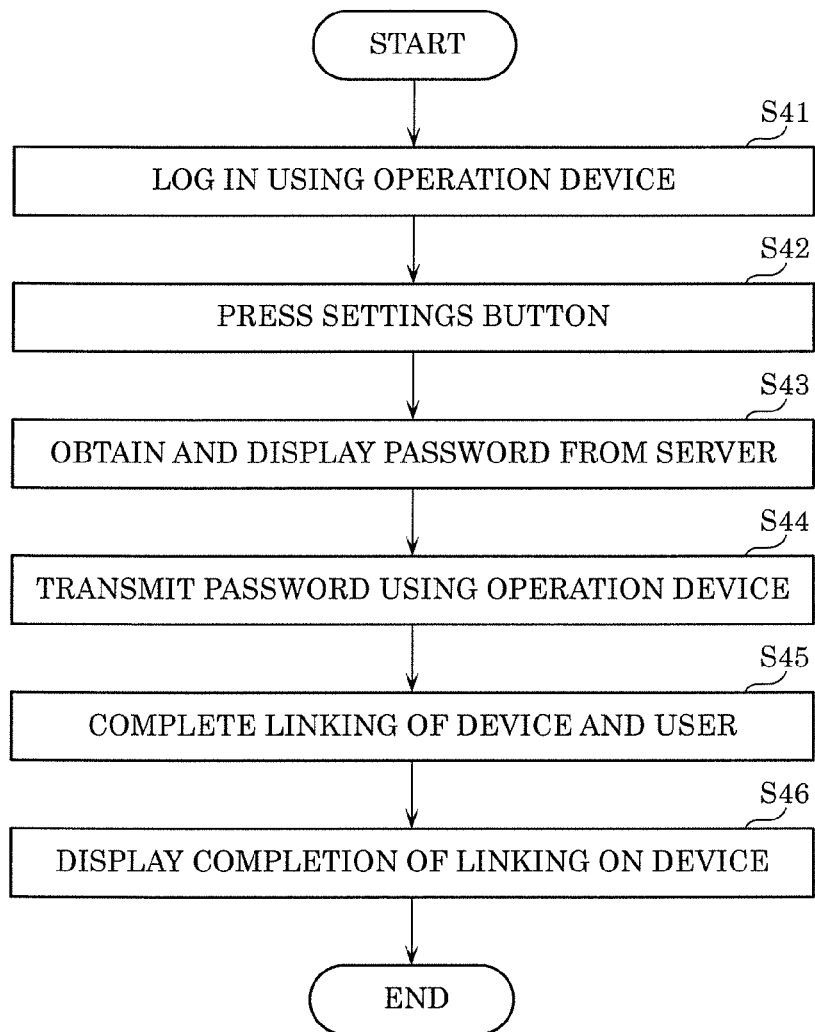 START
S41
LOG IN USING OPERATION DEVICE
S42
PRESS SETTINGS BUTTON
S43
OBTAIN AND DISPLAY PASSWORD FROM SERVER
S44
TRANSMIT PASSWORD USING OPERATION DEVICE
S45
COMPLETE LINKING OF DEVICE AND USER
S46
DISPLAY COMPLETION OF LINKING ON DEVICE
END